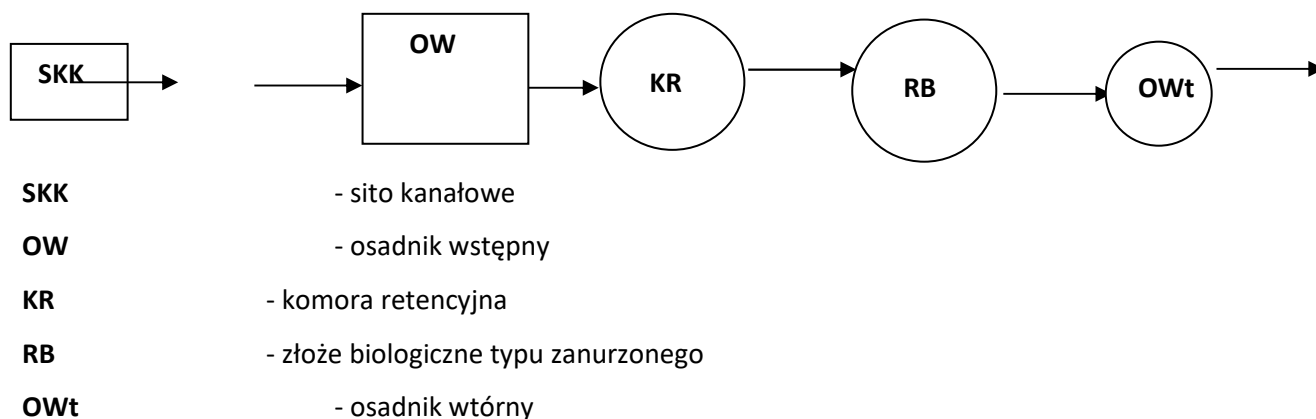 SKK OW KR RB OWt
SKK - sito kanałowe
OW - osadnik wstępny
KR - komora retencyjna
RB - złoże biologiczne typu zanurzonego
OWt - osadnik wtórny